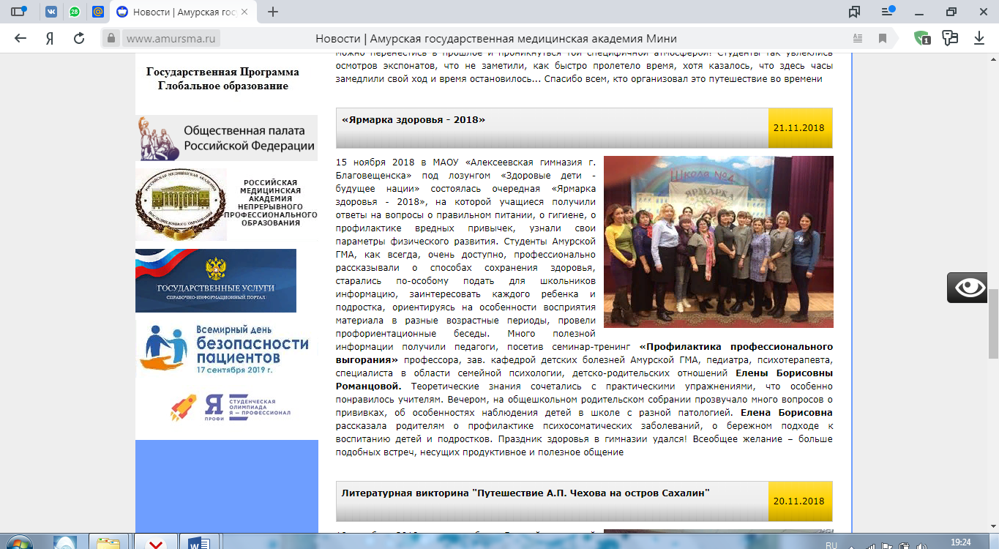 28
@
Новости | Амурская гос
Я
www.amursma.ru
Новости | Амурская государственная медицинская академия Мини
1
Государственная Программа
Глобальное образование
Общественная палата
Российской Федерации
РОССИЙСКАЯ
МЕДИЦИНСКАЯ
АКАДЕМИЯ
НЕПРЕРЫВНОГО
ПРОФЕССИОНАЛЬНОГО
ОБРАЗОВАНИЯ
ГОСУДАРСТВЕННЫЕ УСЛУГИ
СПРАВОЧНО-ИНФОРМАЦИОННЫЙ ПОРТАЛ
Всемирный день
безопасности
пациентов
17 сентября 2019 г.
Я
ПРОФИ
СТУДЕНЧЕСКАЯ
ОЛИМПИАДА
Я — ПРОФЕССИОНАЛ
можно перенестись в прошлое и проникнуться той специфичной атмосферой! Студенты так увлеклись
осмотров экспонатов, что не заметили, как быстро пролетело время, хотя казалось, что здесь часы
замедлили свой ход и время остановилось... Спасибо всем, кто организовал это путешествие во времени
«Ярмарка здоровья - 2018»
21.11.2018
15 ноября 2018 в МАОУ «Алексеевская гимназия г.
Благовещенска» под лозунгом «Здоровые дети -
будущее нации» состоялась очередная «Ярмарка
здоровья - 2018», на которой учащиеся получили
ответы на вопросы о правильном питании, о гигиене, о
профилактике вредных привычек, узнали свои
параметры физического развития. Студенты Амурской
ГМА, как всегда, очень доступно, профессионально
рассказывали о способах сохранения здоровья,
старались по-особому подать для школьников
информацию, заинтересовать каждого ребенка и
подростка, ориентируясь на особенности восприятия
материала в разные возрастные периоды, провели
профориентационные беседы. Много полезной
информации получили педагоги, посетив семинар-тренинг «Профилактика профессионального
выгорания» профессора, зав. кафедрой детских болезней Амурской ГМА, педиатра, психотерапевта,
специалиста в области семейной психологии, детско-родительских отношений Елены Борисовны
Романцовой. Теоретические знания сочетались с практическими упражнениями, что особенно
понравилось учителям. Вечером, на общешкольном родительском собрании прозвучало много вопросов о
прививках, об особенностях наблюдения детей в школе с разной патологией. Елена Борисовна
рассказала родителям о профилактике психосоматических заболеваний, о бережном подходе к
воспитанию детей и подростков. Праздник здоровья в гимназии удался! Всеобщее желание – больше
подобных встреч, несущих продуктивное и полезное общение
Школа №4
ЯРМАРКА
Литературная викторина "Путешествие А.П. Чехова на остров Сахалин"
20.11.2018
RU
19:24